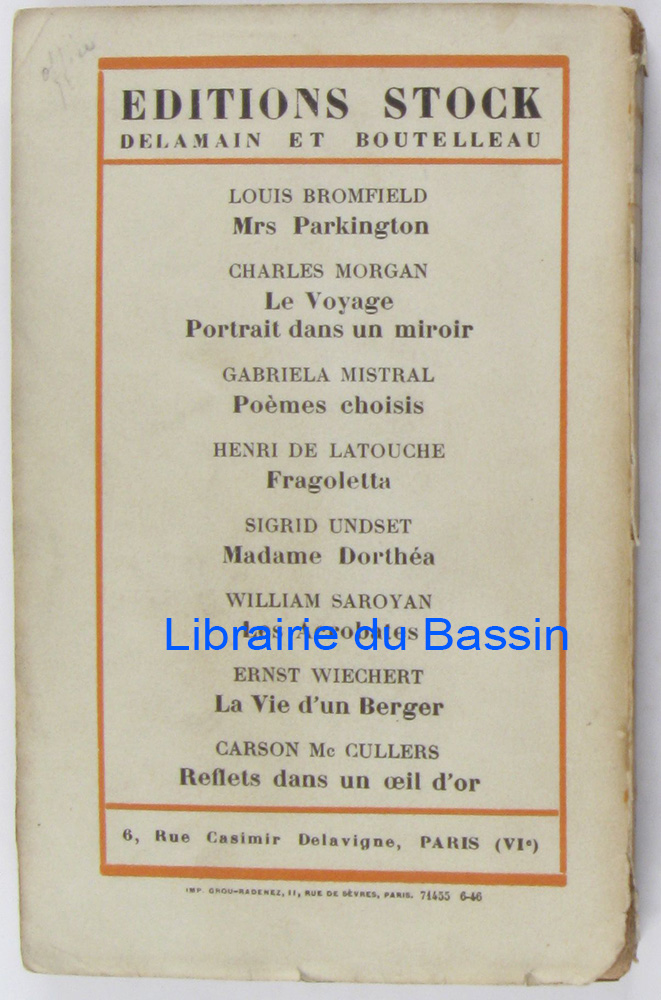 EDITIONS STOCK
DELAMAIN ET BOUTELLEAU
LOUIS BROMFIELD
Mrs Parkington
CHARLES MORGAN
Le Voyage
Portrait dans un miroir
GABRIELA MISTRAL
Poèmes choisis
HENRI DE LATOUCHE
Fragoletta
SIGRID UNDSET
Madame Dorthéa
WILLIAM SAROYAN
Les Acrobates
Librairie du Bassin
ERNST WIECHERT
La Vie d'un Berger
CARSON Mc CULLERS
Reflets dans un œil d'or
6, Rue Casimir Delavigne, PARIS (VIe)
IMP. GROU-RADENEZ, 11, RUE DE SÈVRES, PARIS. 71455 6-46